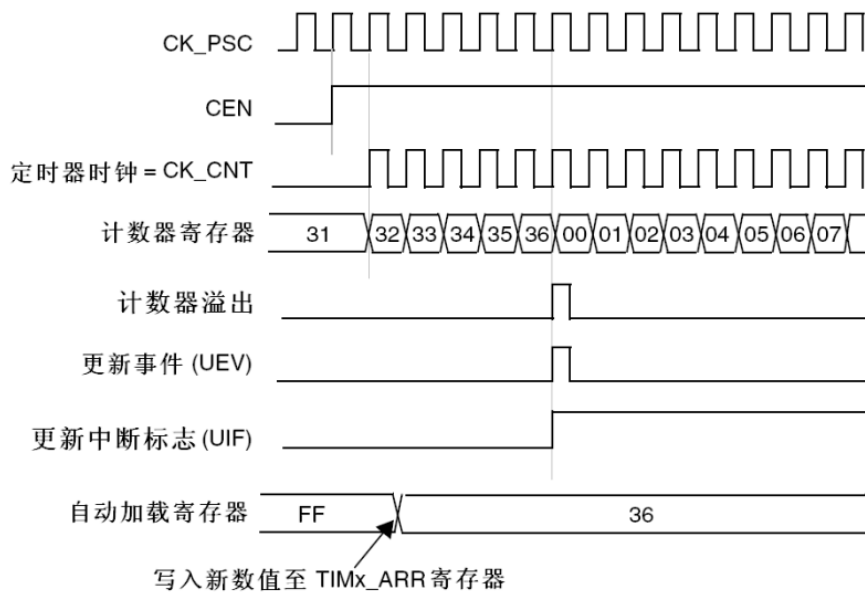 CK_PSC
CEN
定时器时钟 = CK_CNT
计数器寄存器 31 32 33 34 35 36 00 01 02 03 04 05 06 07
计数器溢出
更新事件 (UEV)
更新中断标志 (UIF)
自动加载寄存器 FF 36
写入新数值至 TIMx_ARR 寄存器